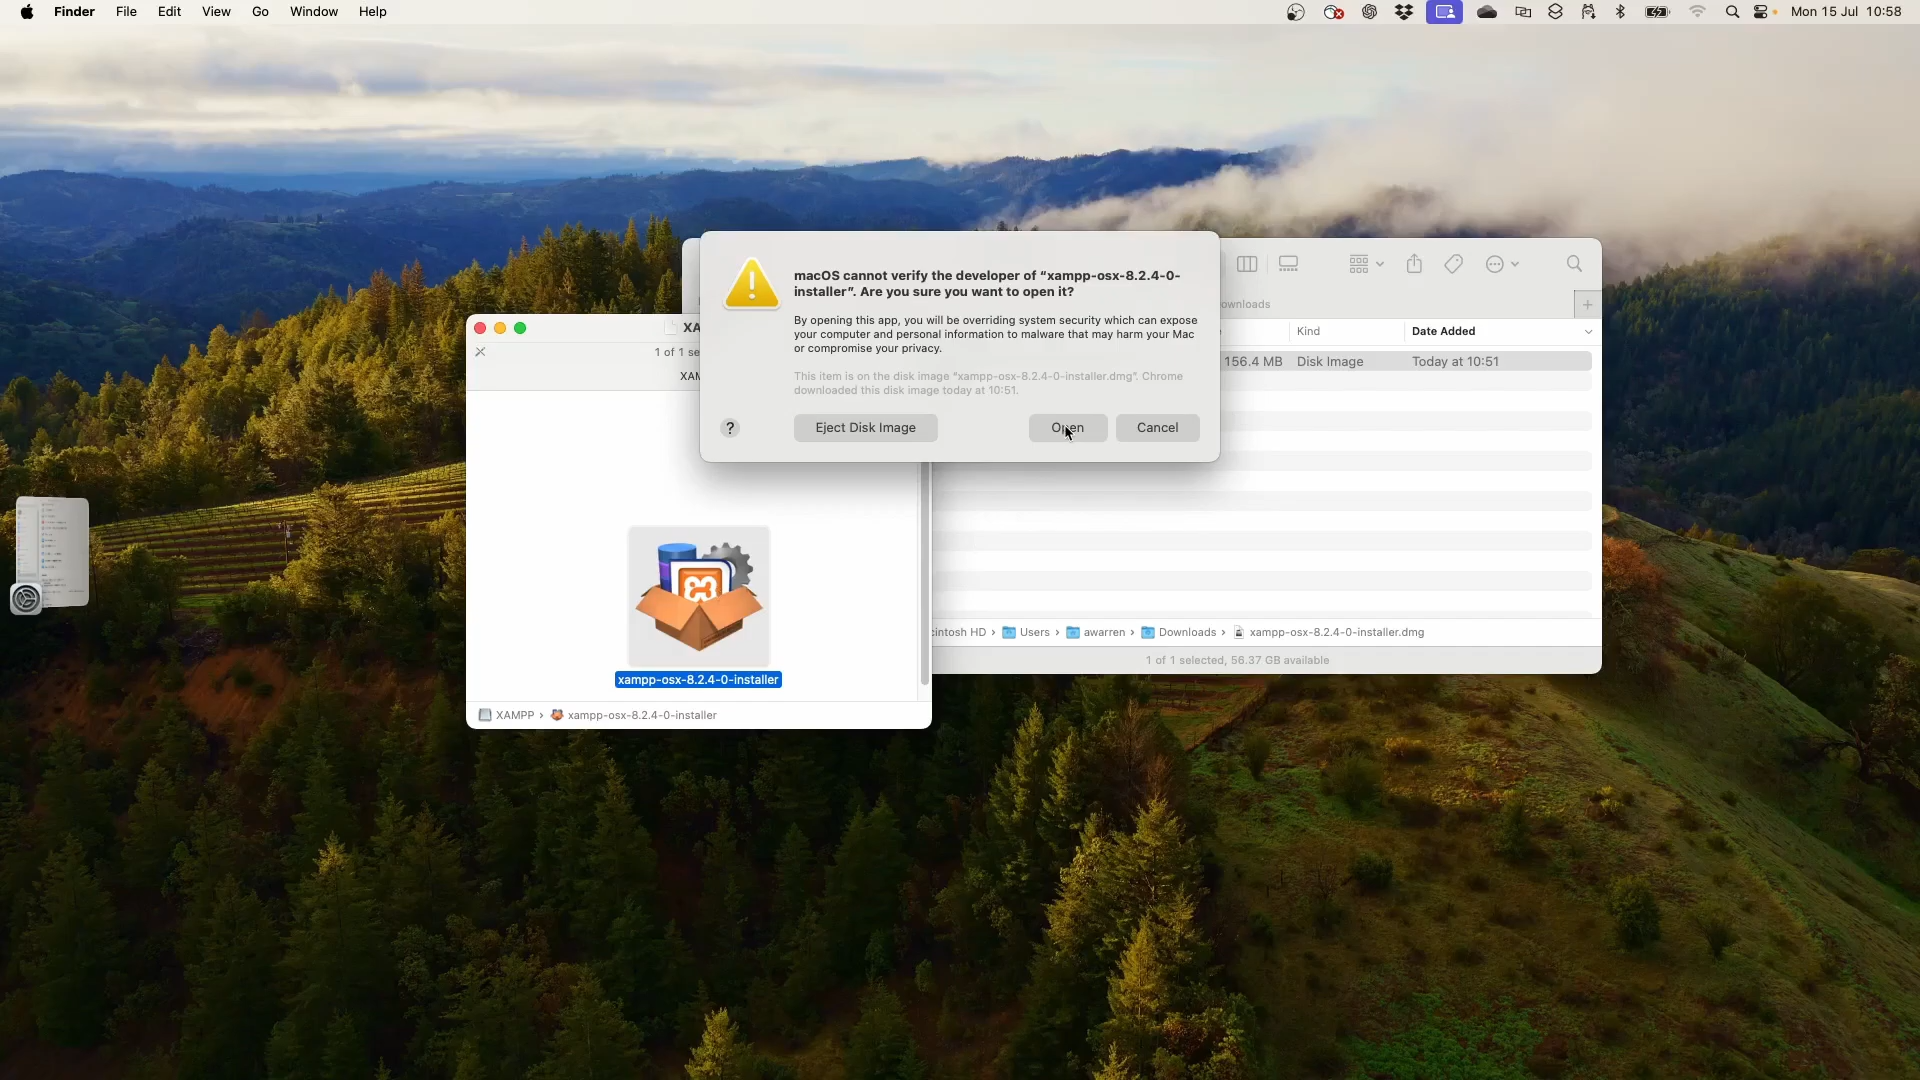 Finder File Edit View Go Window Help
Mon 15 Jul 10:58
macOS cannot verify the developer of “xampp-osx-8.2.4-0-
installer”. Are you sure you want to open it?
By opening this app, you will be overriding system security which can expose
your computer and personal information to malware that may harm your Mac
or compromise your privacy.
This item is on the disk image “xampp-osx-8.2.4-0-installer.dmg”. Chrome
downloaded this disk image today at 10:51.
? Eject Disk Image Open Cancel
XA
1 of 1 se
XAM
xampp-osx-8.2.4-0-installer
XAMPP › xampp-osx-8.2.4-0-installer
ownloads
Kind Date Added
156.4 MB Disk Image Today at 10:51
cintosh HD › Users › awarren › Downloads › xampp-osx-8.2.4-0-installer.dmg
1 of 1 selected, 56.37 GB available